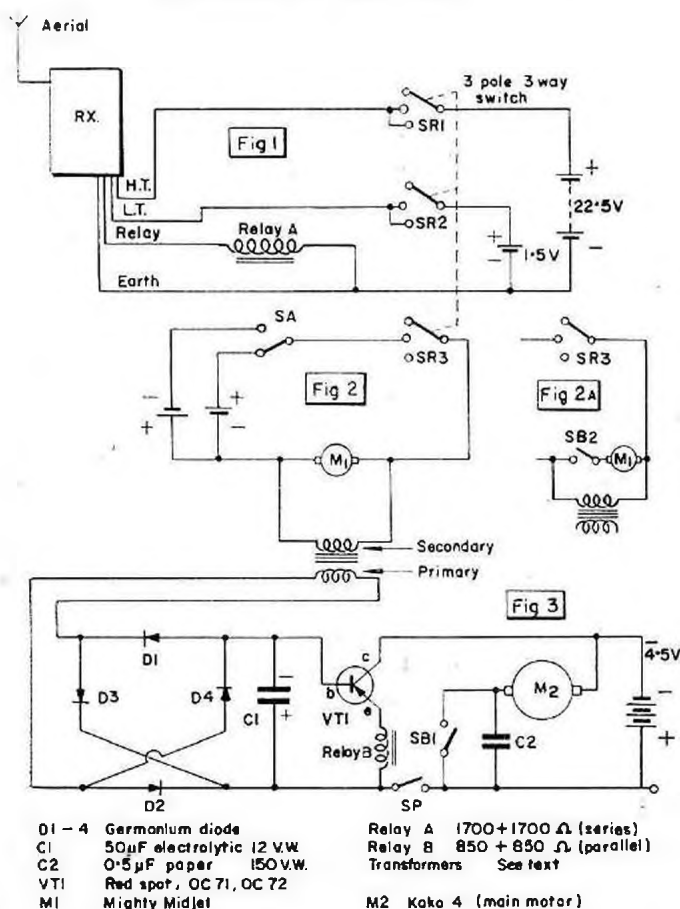 Aerial
RX.
Fig 1
3 pole 3 way
switch
SR1
H.T.
L.T.
SR2
+
22·5V
-
+
-
1·5V
Relay
Relay A
Earth
SA
SR3
Fig 2
-
+
+
-
M1
SR3
Fig 2A
SB2
M1
Secondary
Primary
Fig 3
D1
D3
D4
-
C1
+
c
b
e
VT1
Relay B
SB1
M2
C2
-
4·5V
-
+
D2
SP
D1 - 4 Germanium diode
C1 50µF electrolytic 12 V.W.
C2 0·5µF paper 150 V.W.
VT1 Red spot, OC 71, OC 72
M1 Mighty Midjet
Relay A 1700+1700 Ω (series)
Relay B 850 + 850 Ω (parallel)
Transformers See text
M2 Kako 4 (main motor)